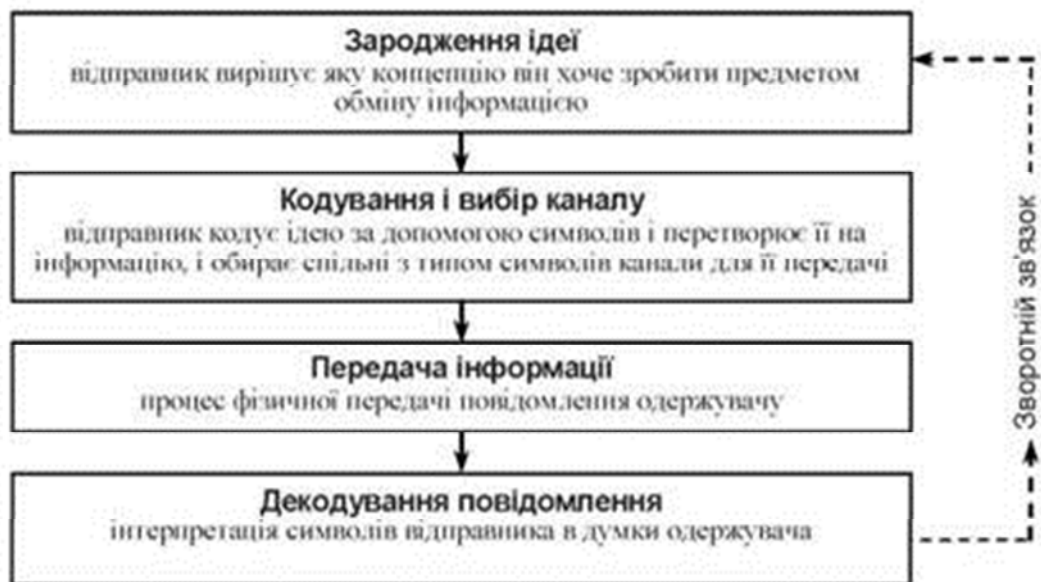 Зародження ідеї
відправник вирішує яку концепцію він хоче зробити предметом
обміну інформацією
Кодування і вибір каналу
відправник кодує ідею за допомогою символів і перетворює її на
інформацію, і обирає спільні з типом символів канали для її передачі
Передача інформації
процес фізичної передачі повідомлення одержувачу
Декодування повідомлення
інтерпретація символів відправника в думки одержувача
Зворотній зв'язок